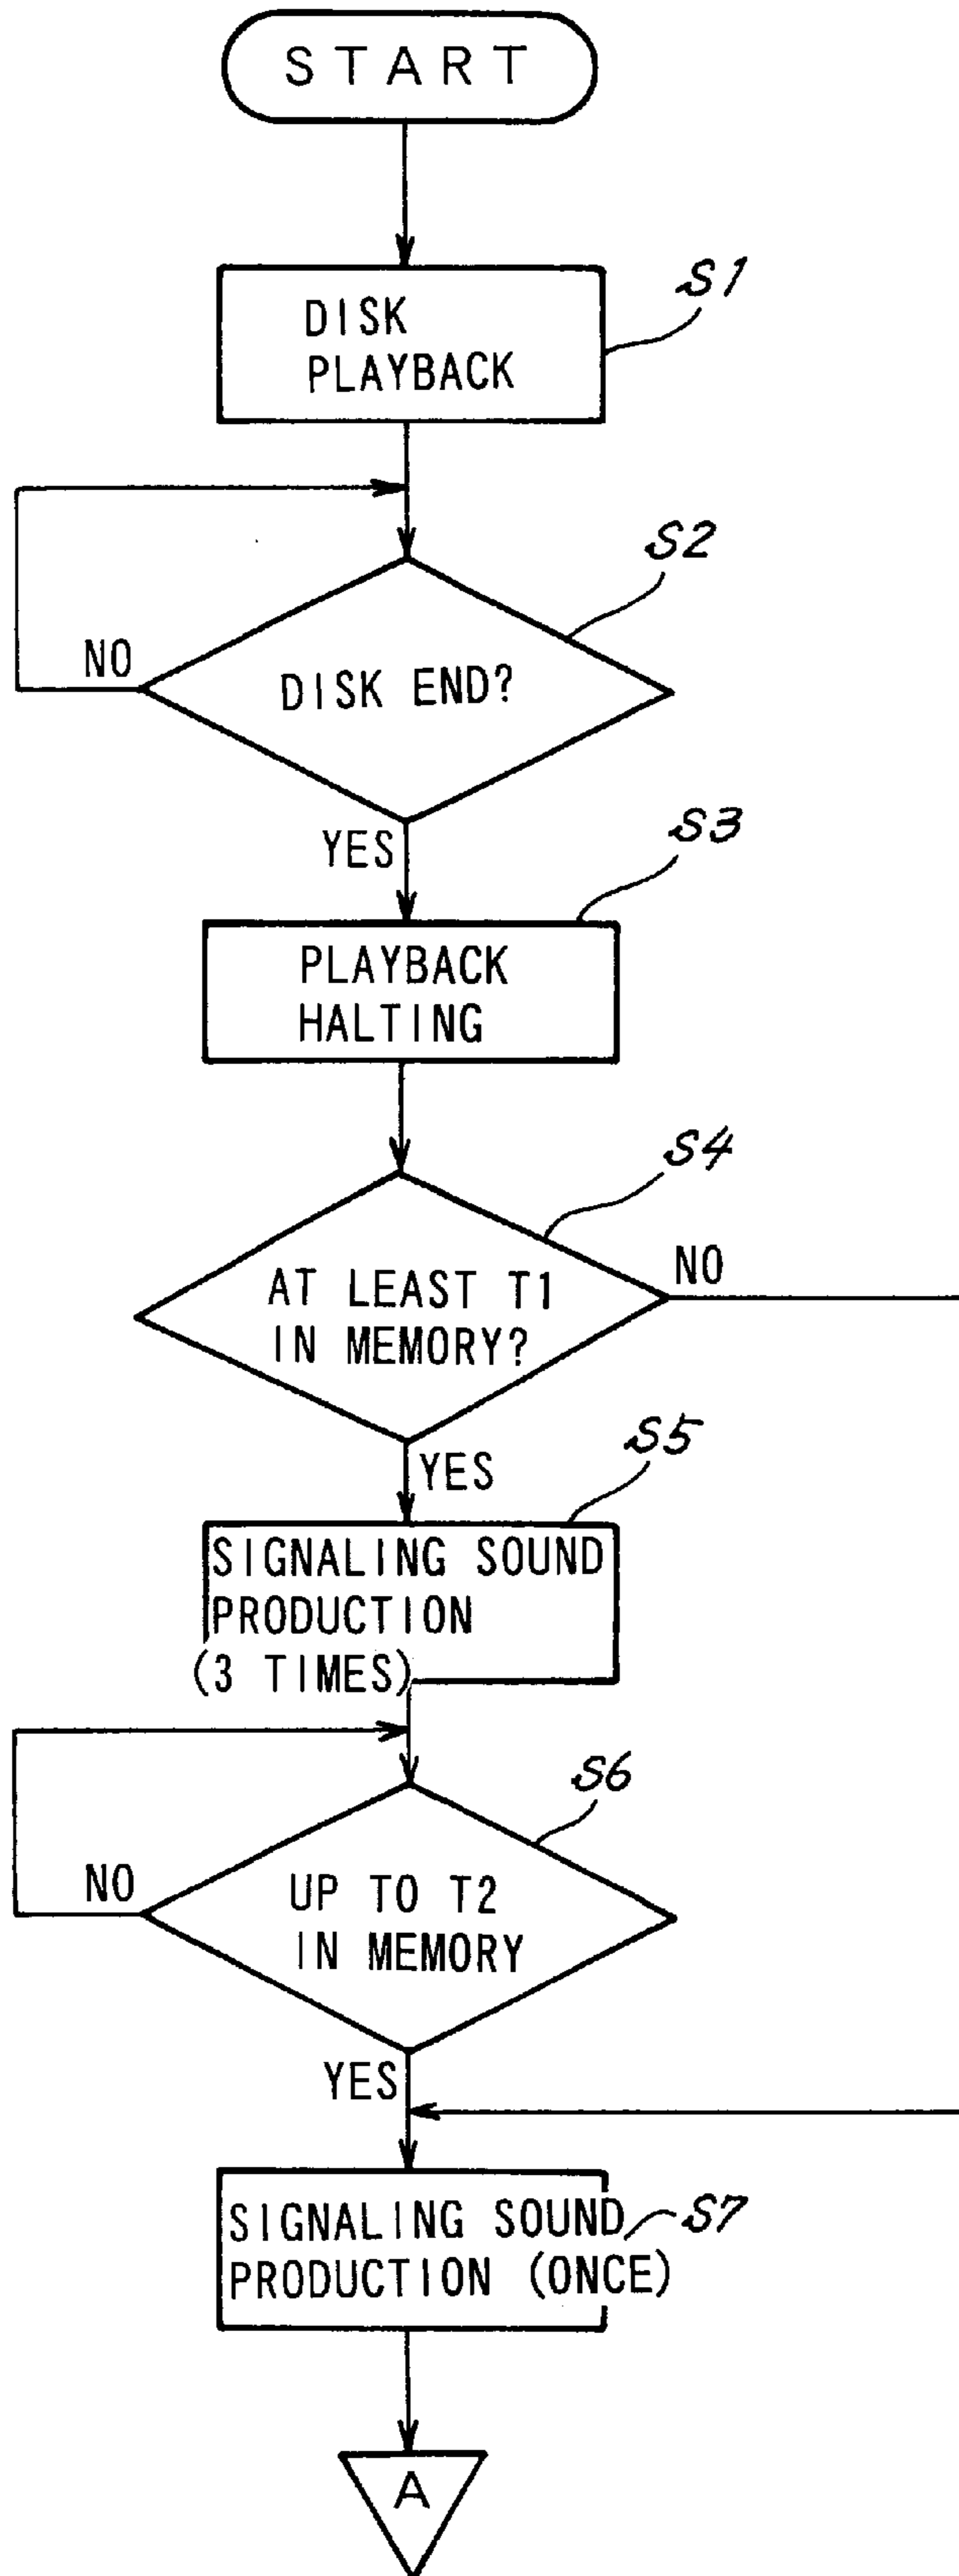 START
DISK
PLAYBACK
S1
S2
NO
DISK END?
YES
S3
PLAYBACK
HALTING
S4
NO
AT LEAST T1
IN MEMORY?
YES
S5
SIGNALING SOUND
PRODUCTION
(3 TIMES)
S6
NO
UP TO T2
IN MEMORY
YES
SIGNALING SOUND
PRODUCTION (ONCE)
S7
A